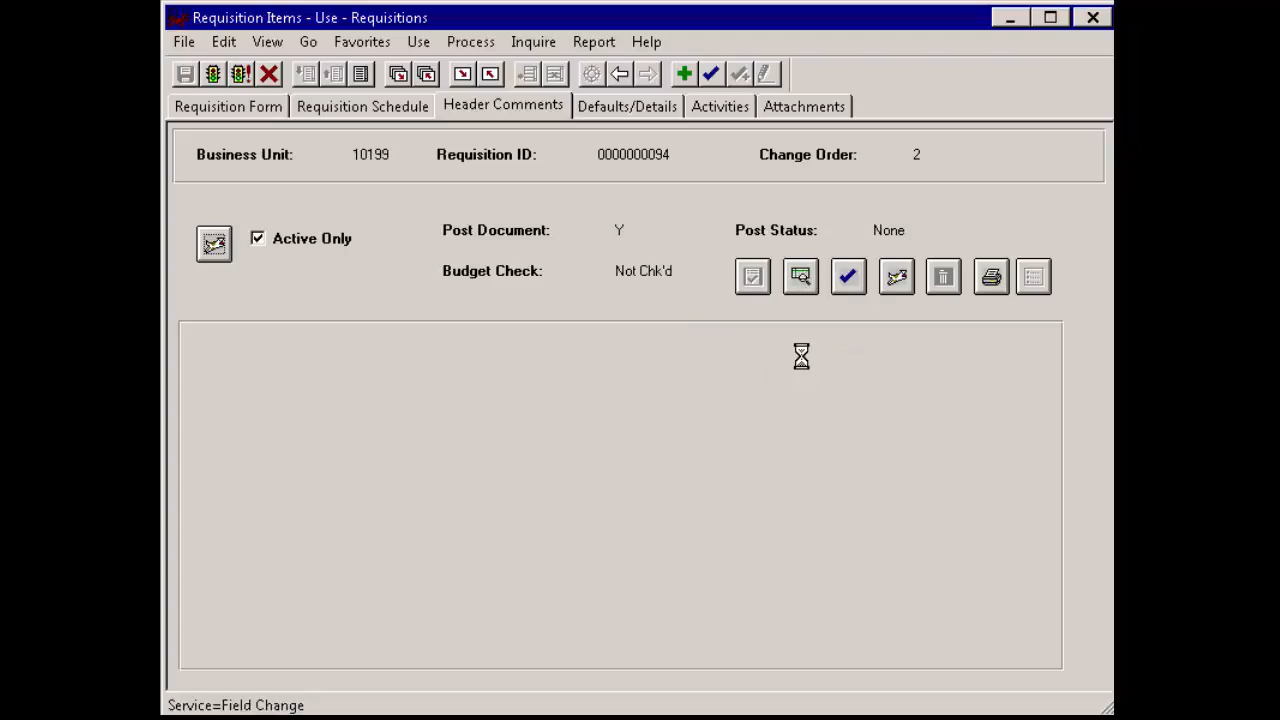 Requisition Items - Use - Requisitions
File Edit View Go Favorites Use Process Inquire Report Help
Requisition Form Requisition Schedule Header Comments Defaults/Details Activities Attachments
Business Unit: 10199 Requisition ID: 0000000094 Change Order: 2
Active Only Post Document: Y Post Status: None
Budget Check: Not Chk'd
Service=Field Change